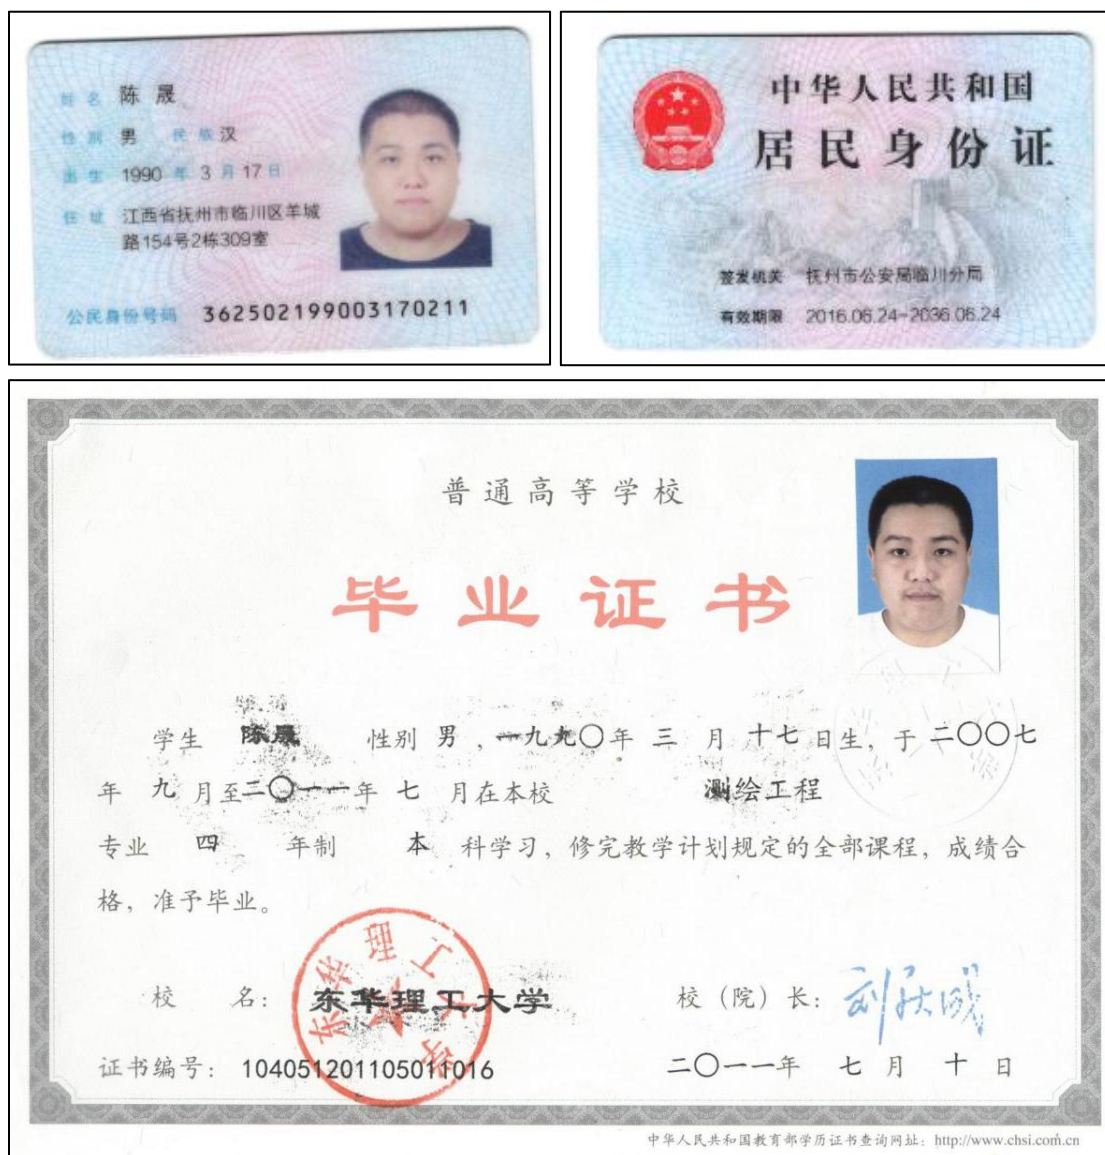 姓名 陈晟
性别 男 民族 汉
出生 1990 年 3 月 17 日
住址 江西省抚州市临川区羊城
路154号2栋309室
公民身份号码 362502199003170211
中华人民共和国
居民身份证
签发机关 抚州市公安局临川分局
有效期限 2016.06.24-2036.06.24
普通高等学校
毕业证书
学生 陈晟 性别 男 , 一九九〇年 三 月 十七 日生, 于 二〇〇七
年 九 月至二〇一一年 七 月在本校 测绘工程
专业 四 年制 本 科学习, 修完教学计划规定的全部课程, 成绩合
格, 准予毕业。
东华理工大学
校 名: 东华理工大学 校（院）长:
证书编号: 104051201105011016 二〇一一年 七 月 十 日
中华人民共和国教育部学历证书查询网址: http://www.chsi.com.cn